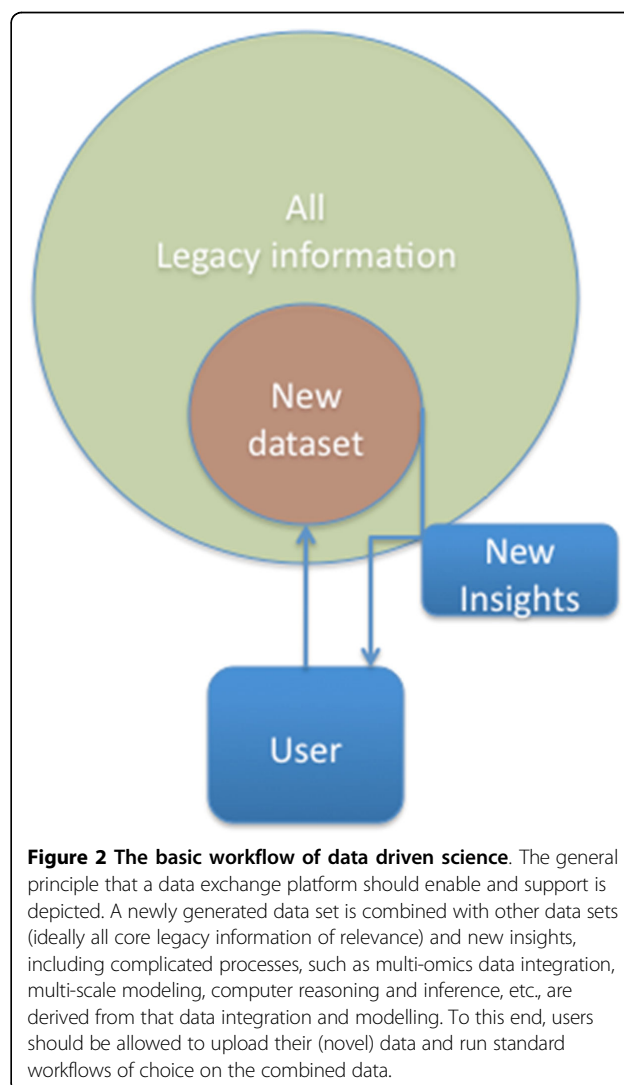 All
Legacy information
New
dataset
New
Insights
User
Figure 2 The basic workflow of data driven science. The general
principle that a data exchange platform should enable and support is
depicted. A newly generated data set is combined with other data sets
(ideally all core legacy information of relevance) and new insights,
including complicated processes, such as multi-omics data integration,
multi-scale modeling, computer reasoning and inference, etc., are
derived from that data integration and modelling. To this end, users
should be allowed to upload their (novel) data and run standard
workflows of choice on the combined data.